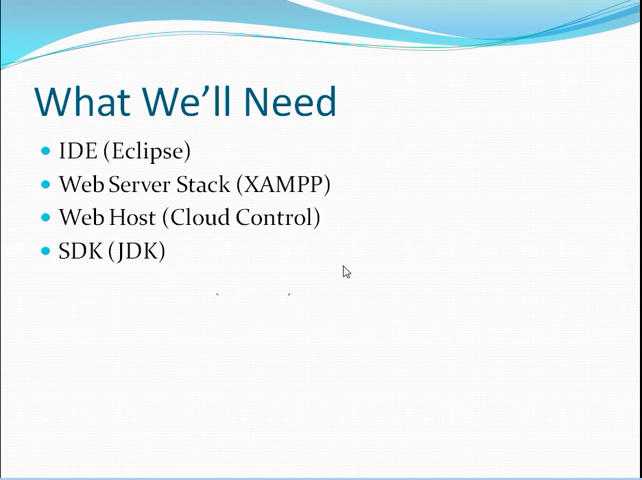 What We'll Need
IDE (Eclipse)
Web Server Stack (XAMPP)
Web Host (Cloud Control)
SDK (JDK)